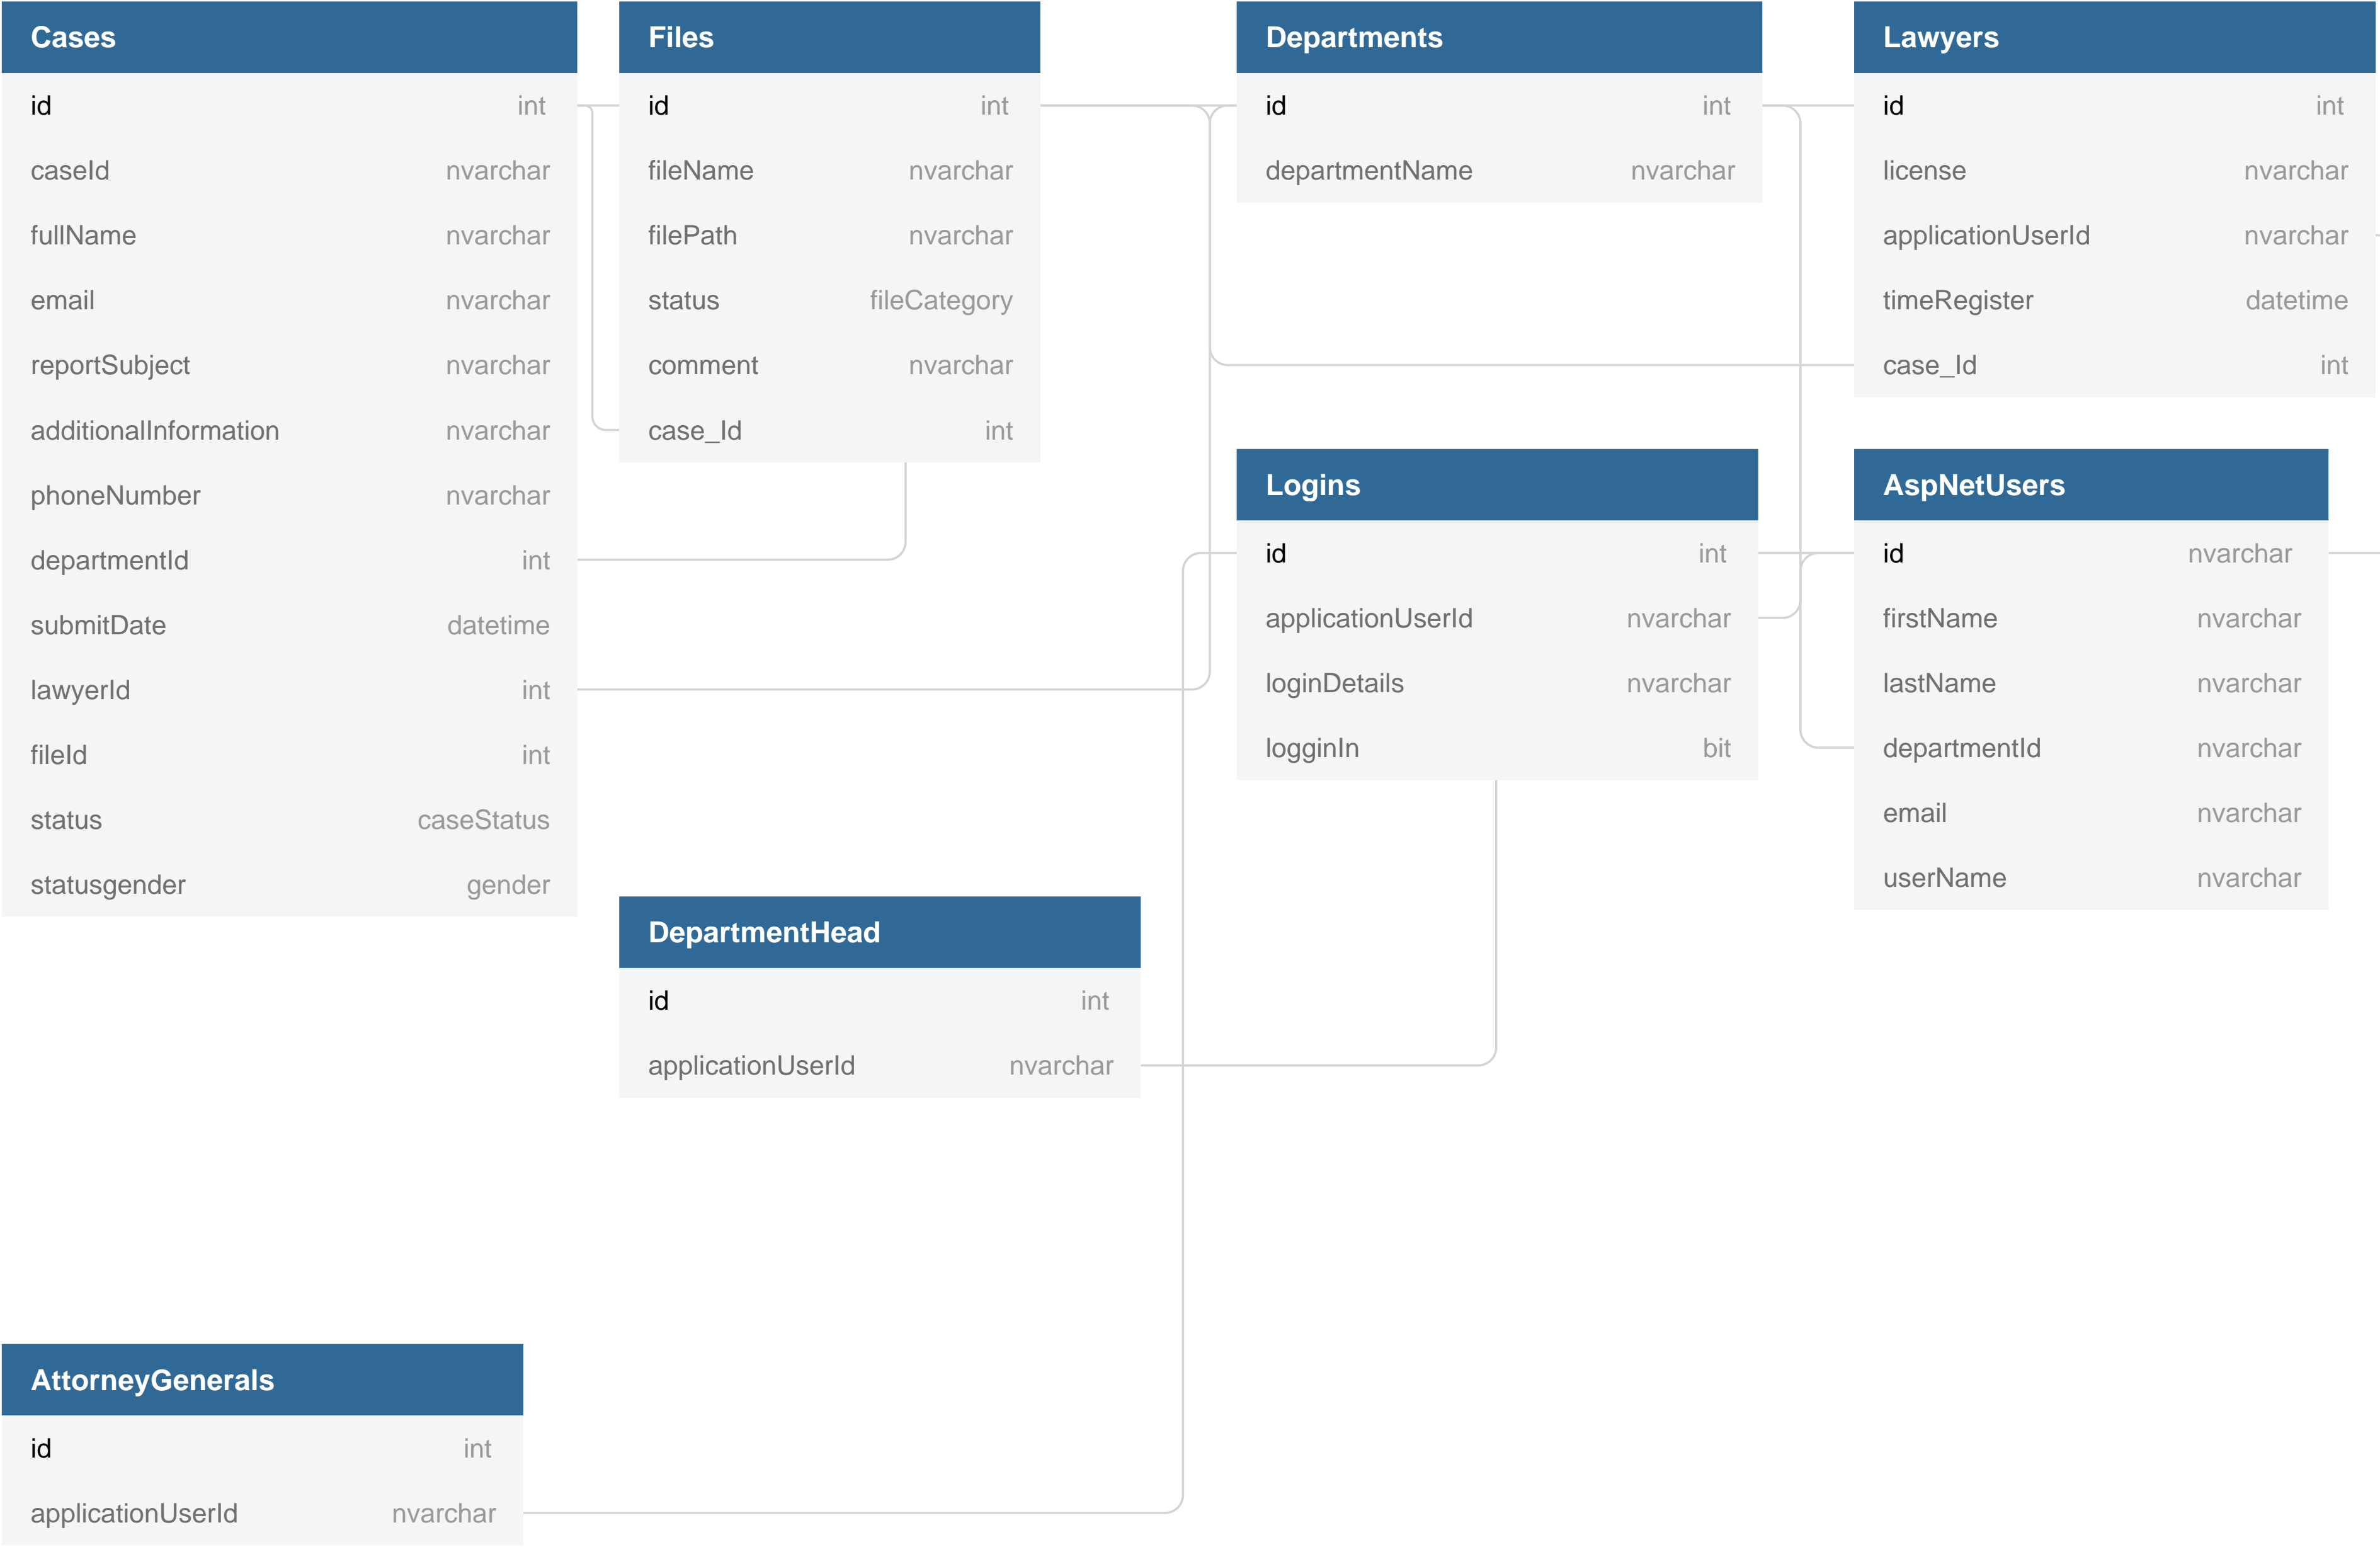 Cases
id int
caseId nvarchar
fullName nvarchar
email nvarchar
reportSubject nvarchar
additionalInformation nvarchar
phoneNumber nvarchar
departmentId int
submitDate datetime
lawyerId int
fileId int
status caseStatus
statusgender gender
Files
id int
fileName nvarchar
filePath nvarchar
status fileCategory
comment nvarchar
case_Id int
Departments
id int
departmentName nvarchar
Lawyers
id int
license nvarchar
applicationUserId nvarchar
timeRegister datetime
case_Id int
Logins
id int
applicationUserId nvarchar
loginDetails nvarchar
logginIn bit
AspNetUsers
id nvarchar
firstName nvarchar
lastName nvarchar
departmentId nvarchar
email nvarchar
userName nvarchar
DepartmentHead
id int
applicationUserId nvarchar
AttorneyGenerals
id int
applicationUserId nvarchar